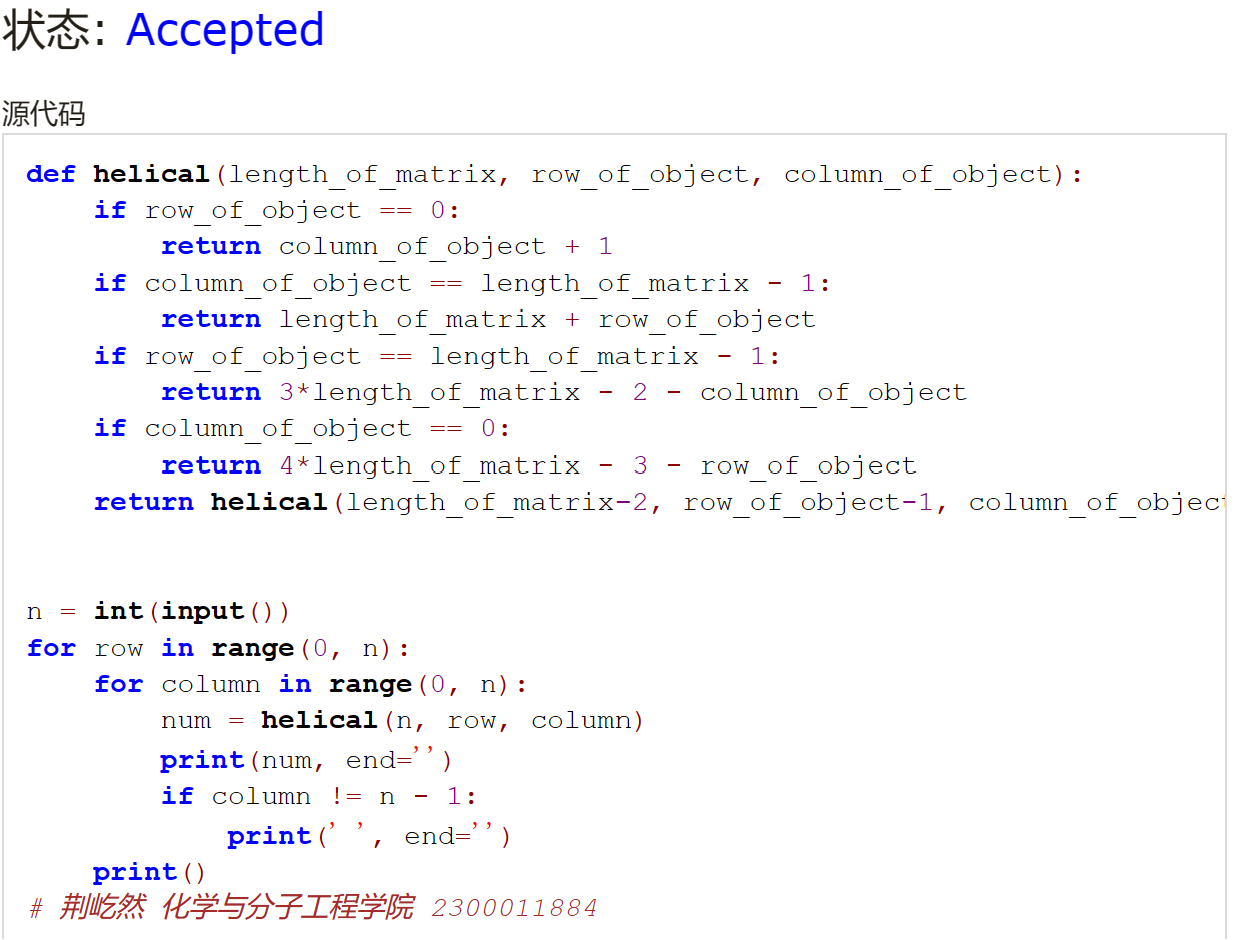 状态: Accepted
源代码
def helical(length_of_matrix, row_of_object, column_of_object):
    if row_of_object == 0:
        return column_of_object + 1
    if column_of_object == length_of_matrix - 1:
        return length_of_matrix + row_of_object
    if row_of_object == length_of_matrix - 1:
        return 3*length_of_matrix - 2 - column_of_object
    if column_of_object == 0:
        return 4*length_of_matrix - 3 - row_of_object
    return helical(length_of_matrix-2, row_of_object-1, column_of_objec
n = int(input())
for row in range(0, n):
    for column in range(0, n):
        num = helical(n, row, column)
        print(num, end='')
        if column != n - 1:
            print(' ', end='')
    print()
# 荆屹然 化学与分子工程学院 2300011884